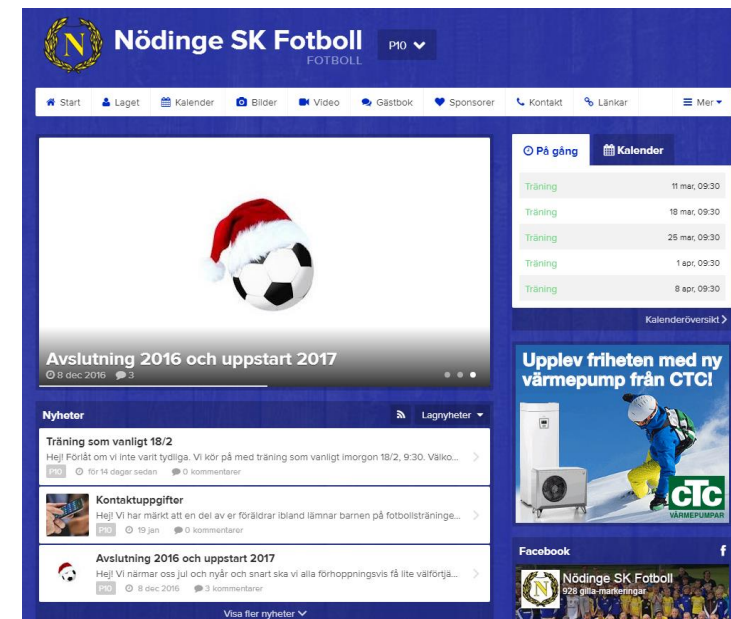 N
Nödinge SK Fotboll
FOTBOLL
P10
Start
Laget
Kalender
Bilder
Video
Gästbok
Sponsorer
Kontakt
Länkar
Mer
Avslutning 2016 och uppstart 2017
8 dec 2016 3
På gång
Kalender
Träning 11 mar, 09:30
Träning 18 mar, 09:30
Träning 25 mar, 09:30
Träning 1 apr, 09:30
Träning 8 apr, 09:30
Kalenderöversikt
Upplev friheten med ny
värmepump från CTC!
CTC
VÄRMEPUMPAR
Nyheter
Lagnyheter
Träning som vanligt 18/2
Hej! Förlåt om vi inte varit tydliga. Vi kör på med träning som vanligt imorgon 18/2, 9:30. Välko...
P10 för 14 dagar sedan 0 kommentarer
Kontaktuppgifter
Hej! Vi har märkt att en del av er föräldrar ibland lämnar barnen på fotbollsträninge...
P10 19 jan 0 kommentarer
Avslutning 2016 och uppstart 2017
Hej! Vi närmar oss jul och nyår och snart ska vi alla förhoppningsvis få lite välförtjä...
P10 8 dec 2016 3 kommentarer
Visa fler nyheter
Facebook
f
N
Nödinge SK Fotboll
928 gilla-markeringar